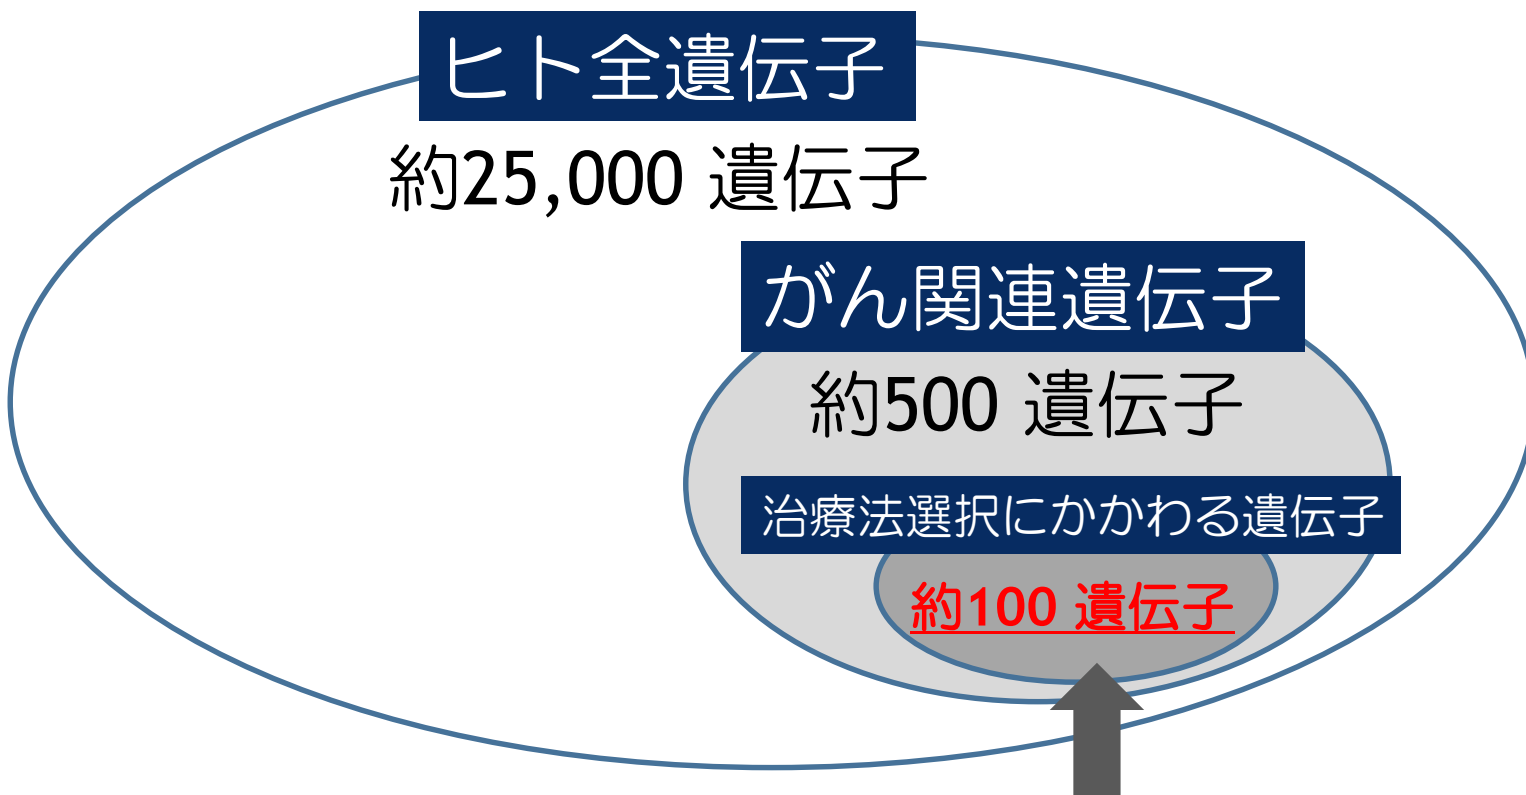 ヒト全遺伝子
約25,000 遺伝子
がん関連遺伝子
約500 遺伝子
治療法選択にかかわる遺伝子
約100 遺伝子